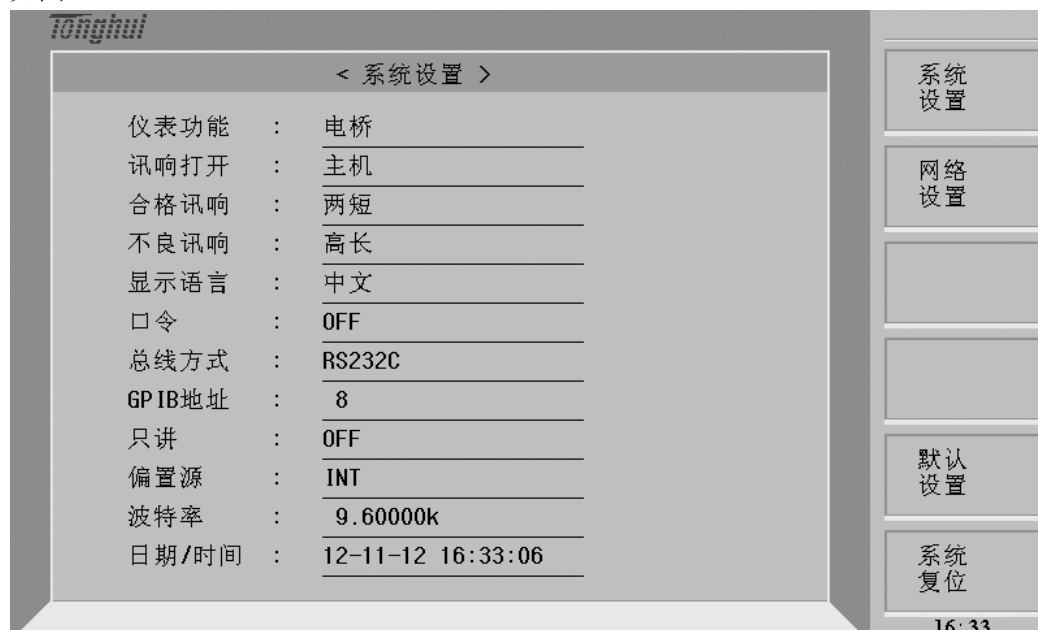 Tonghui
< 系统设置 >
仪表功能 : 电桥
讯响打开 : 主机
合格讯响 : 两短
不良讯响 : 高长
显示语言 : 中文
口令 : OFF
总线方式 : RS232C
GPIB地址 : 8
只讲 : OFF
偏置源 : INT
波特率 : 9.60000k
日期/时间 : 12-11-12 16:33:06
系统
设置
网络
设置
默认
设置
系统
复位
16:33